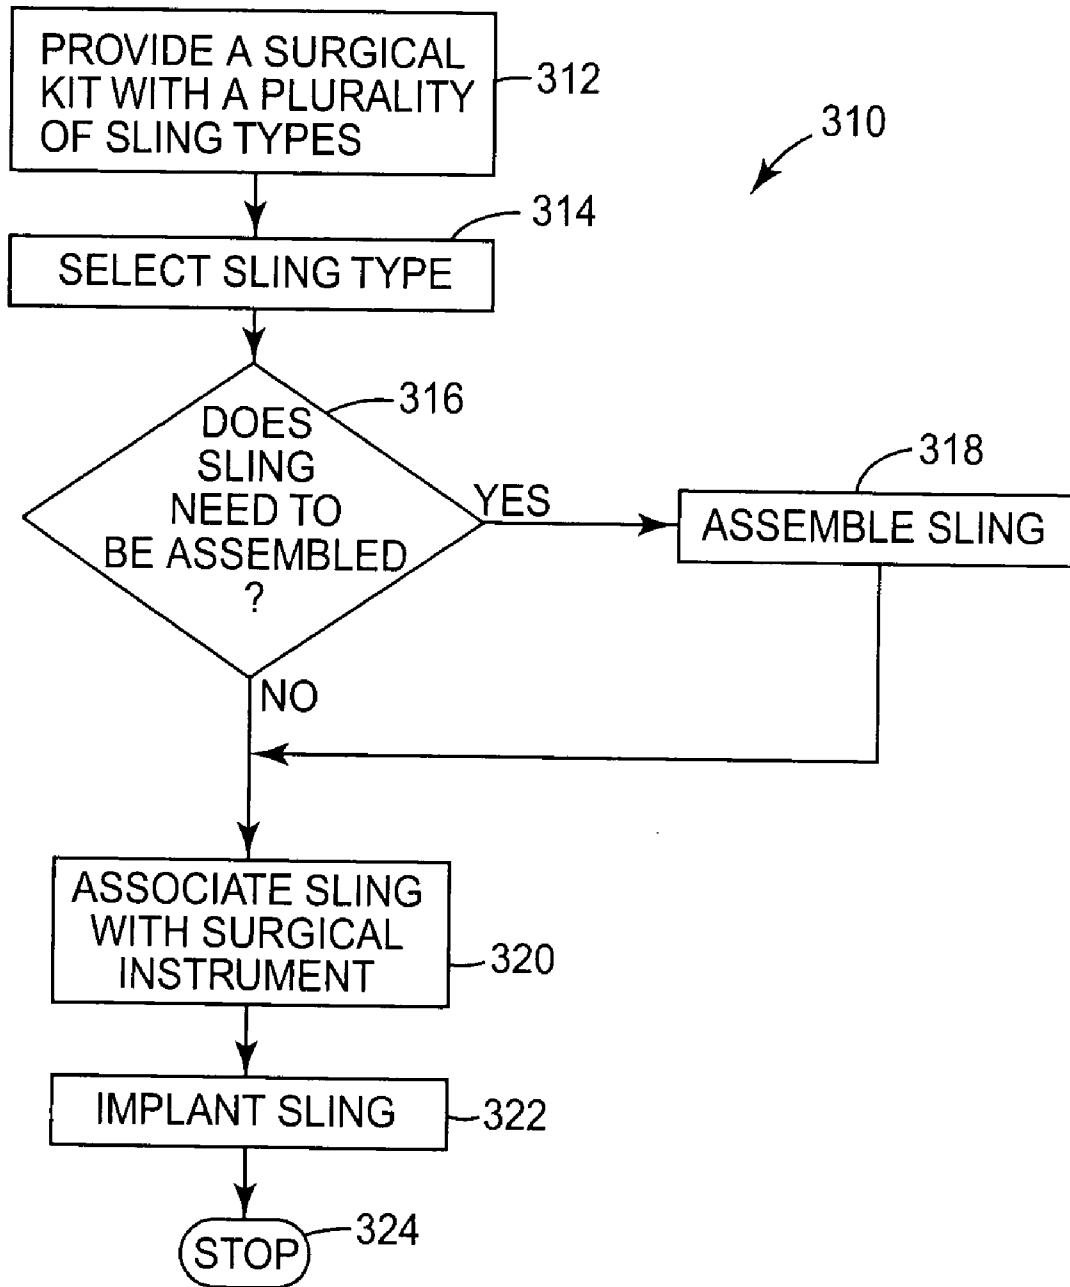 PROVIDE A SURGICAL
KIT WITH A PLURALITY
OF SLING TYPES
312
310
314
SELECT SLING TYPE
316
DOES
SLING
NEED TO
BE ASSEMBLED
?
YES
318
ASSEMBLE SLING
NO
ASSOCIATE SLING
WITH SURGICAL
INSTRUMENT
320
IMPLANT SLING
322
STOP
324